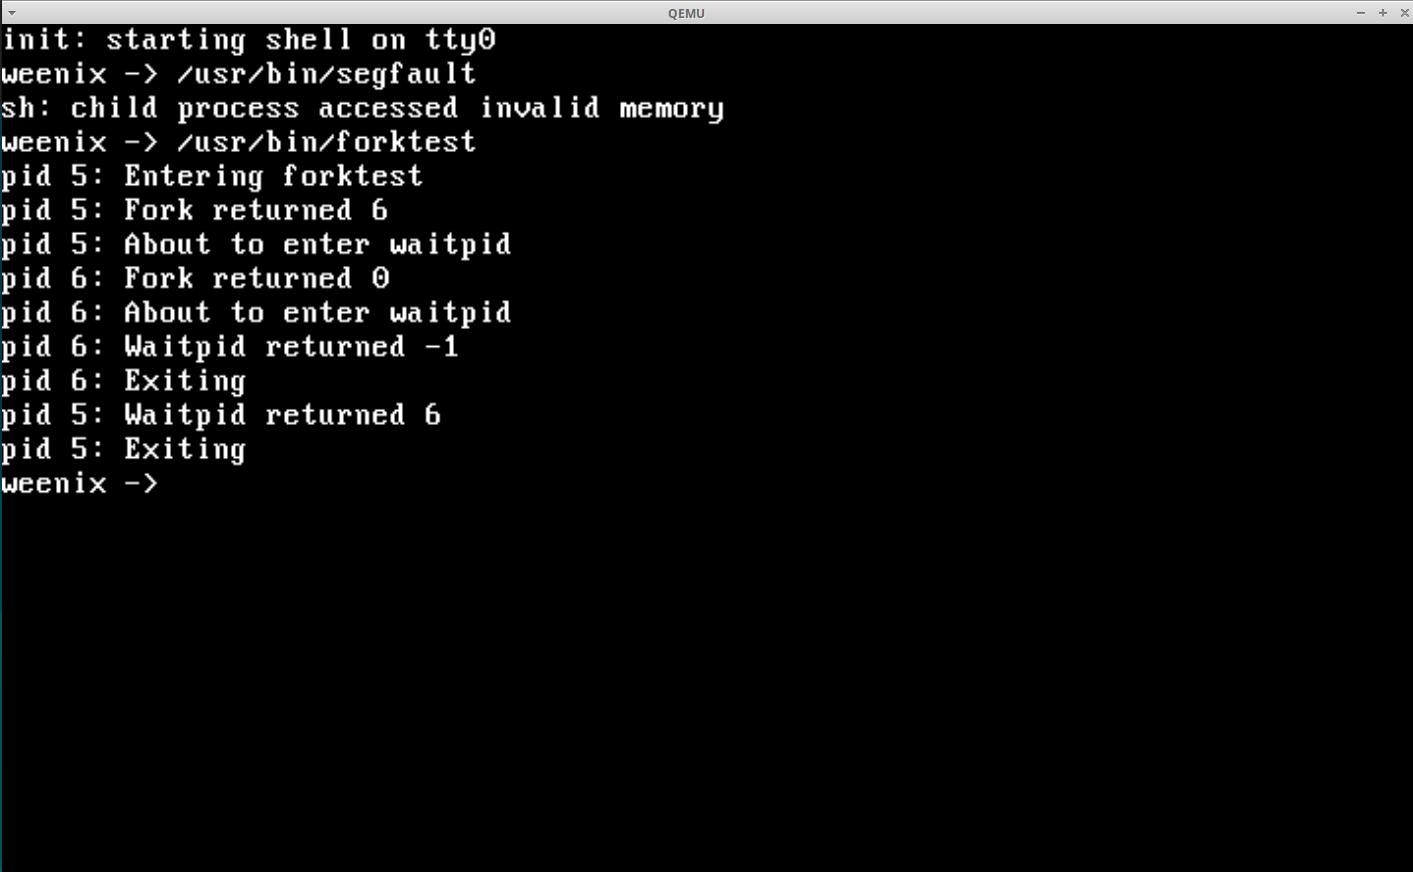 QEMU
init: starting shell on tty0
weenix -> /usr/bin/segfault
sh: child process accessed invalid memory
weenix -> /usr/bin/forktest
pid 5: Entering forktest
pid 5: Fork returned 6
pid 5: About to enter waitpid
pid 6: Fork returned 0
pid 6: About to enter waitpid
pid 6: Waitpid returned -1
pid 6: Exiting
pid 5: Waitpid returned 6
pid 5: Exiting
weenix ->